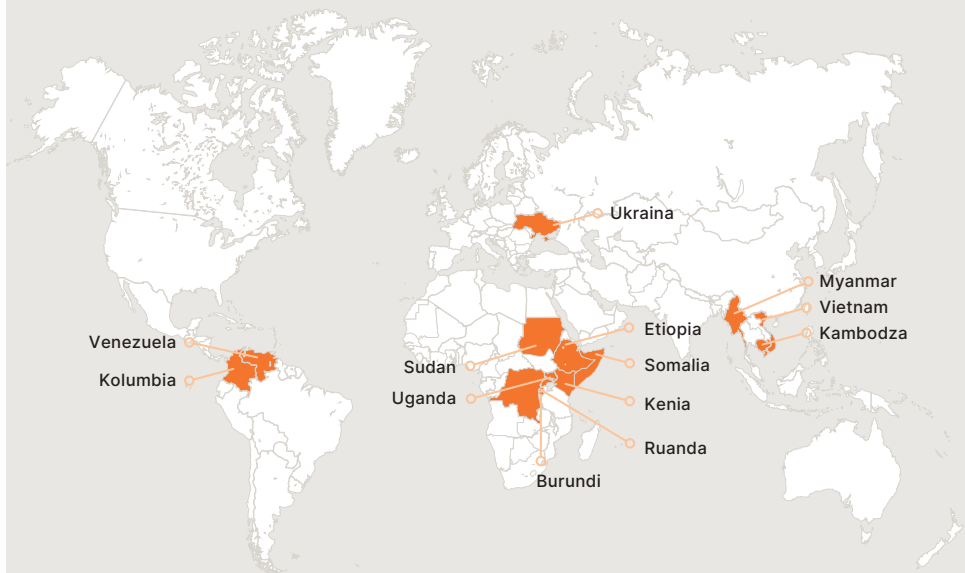 Ukraina
Myanmar
Vietnam
Kambodza
Etiopia
Venezuela
Sudan
Somalia
Kolumbia
Uganda
Kenia
Ruanda
Burundi